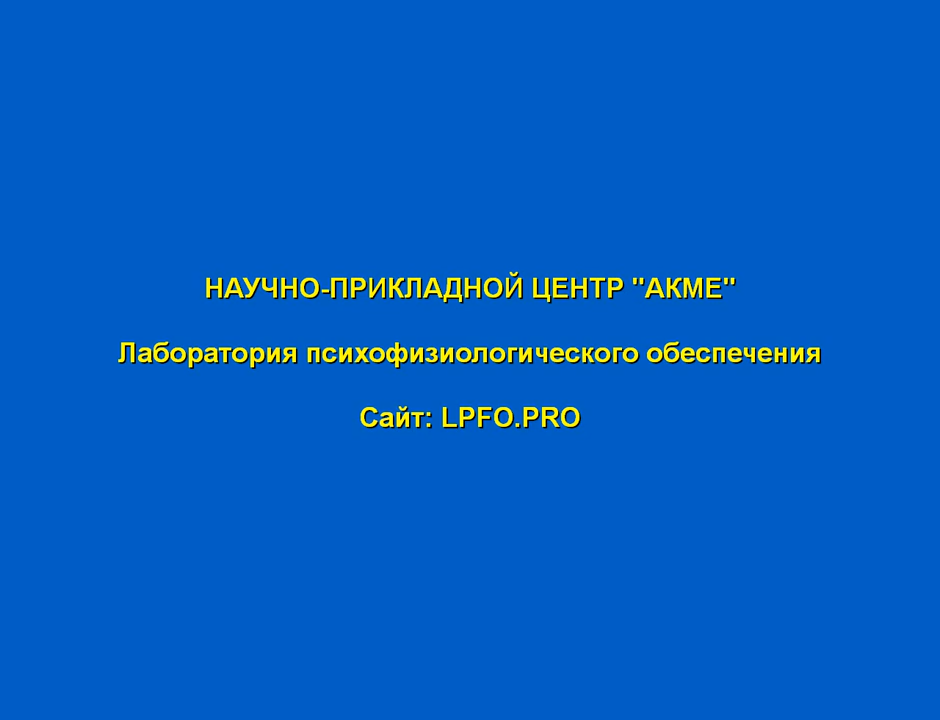 НАУЧНО-ПРИКЛАДНОЙ ЦЕНТР "АКМЕ"
Лаборатория психофизиологического обеспечения
Сайт: LPFO.PRO